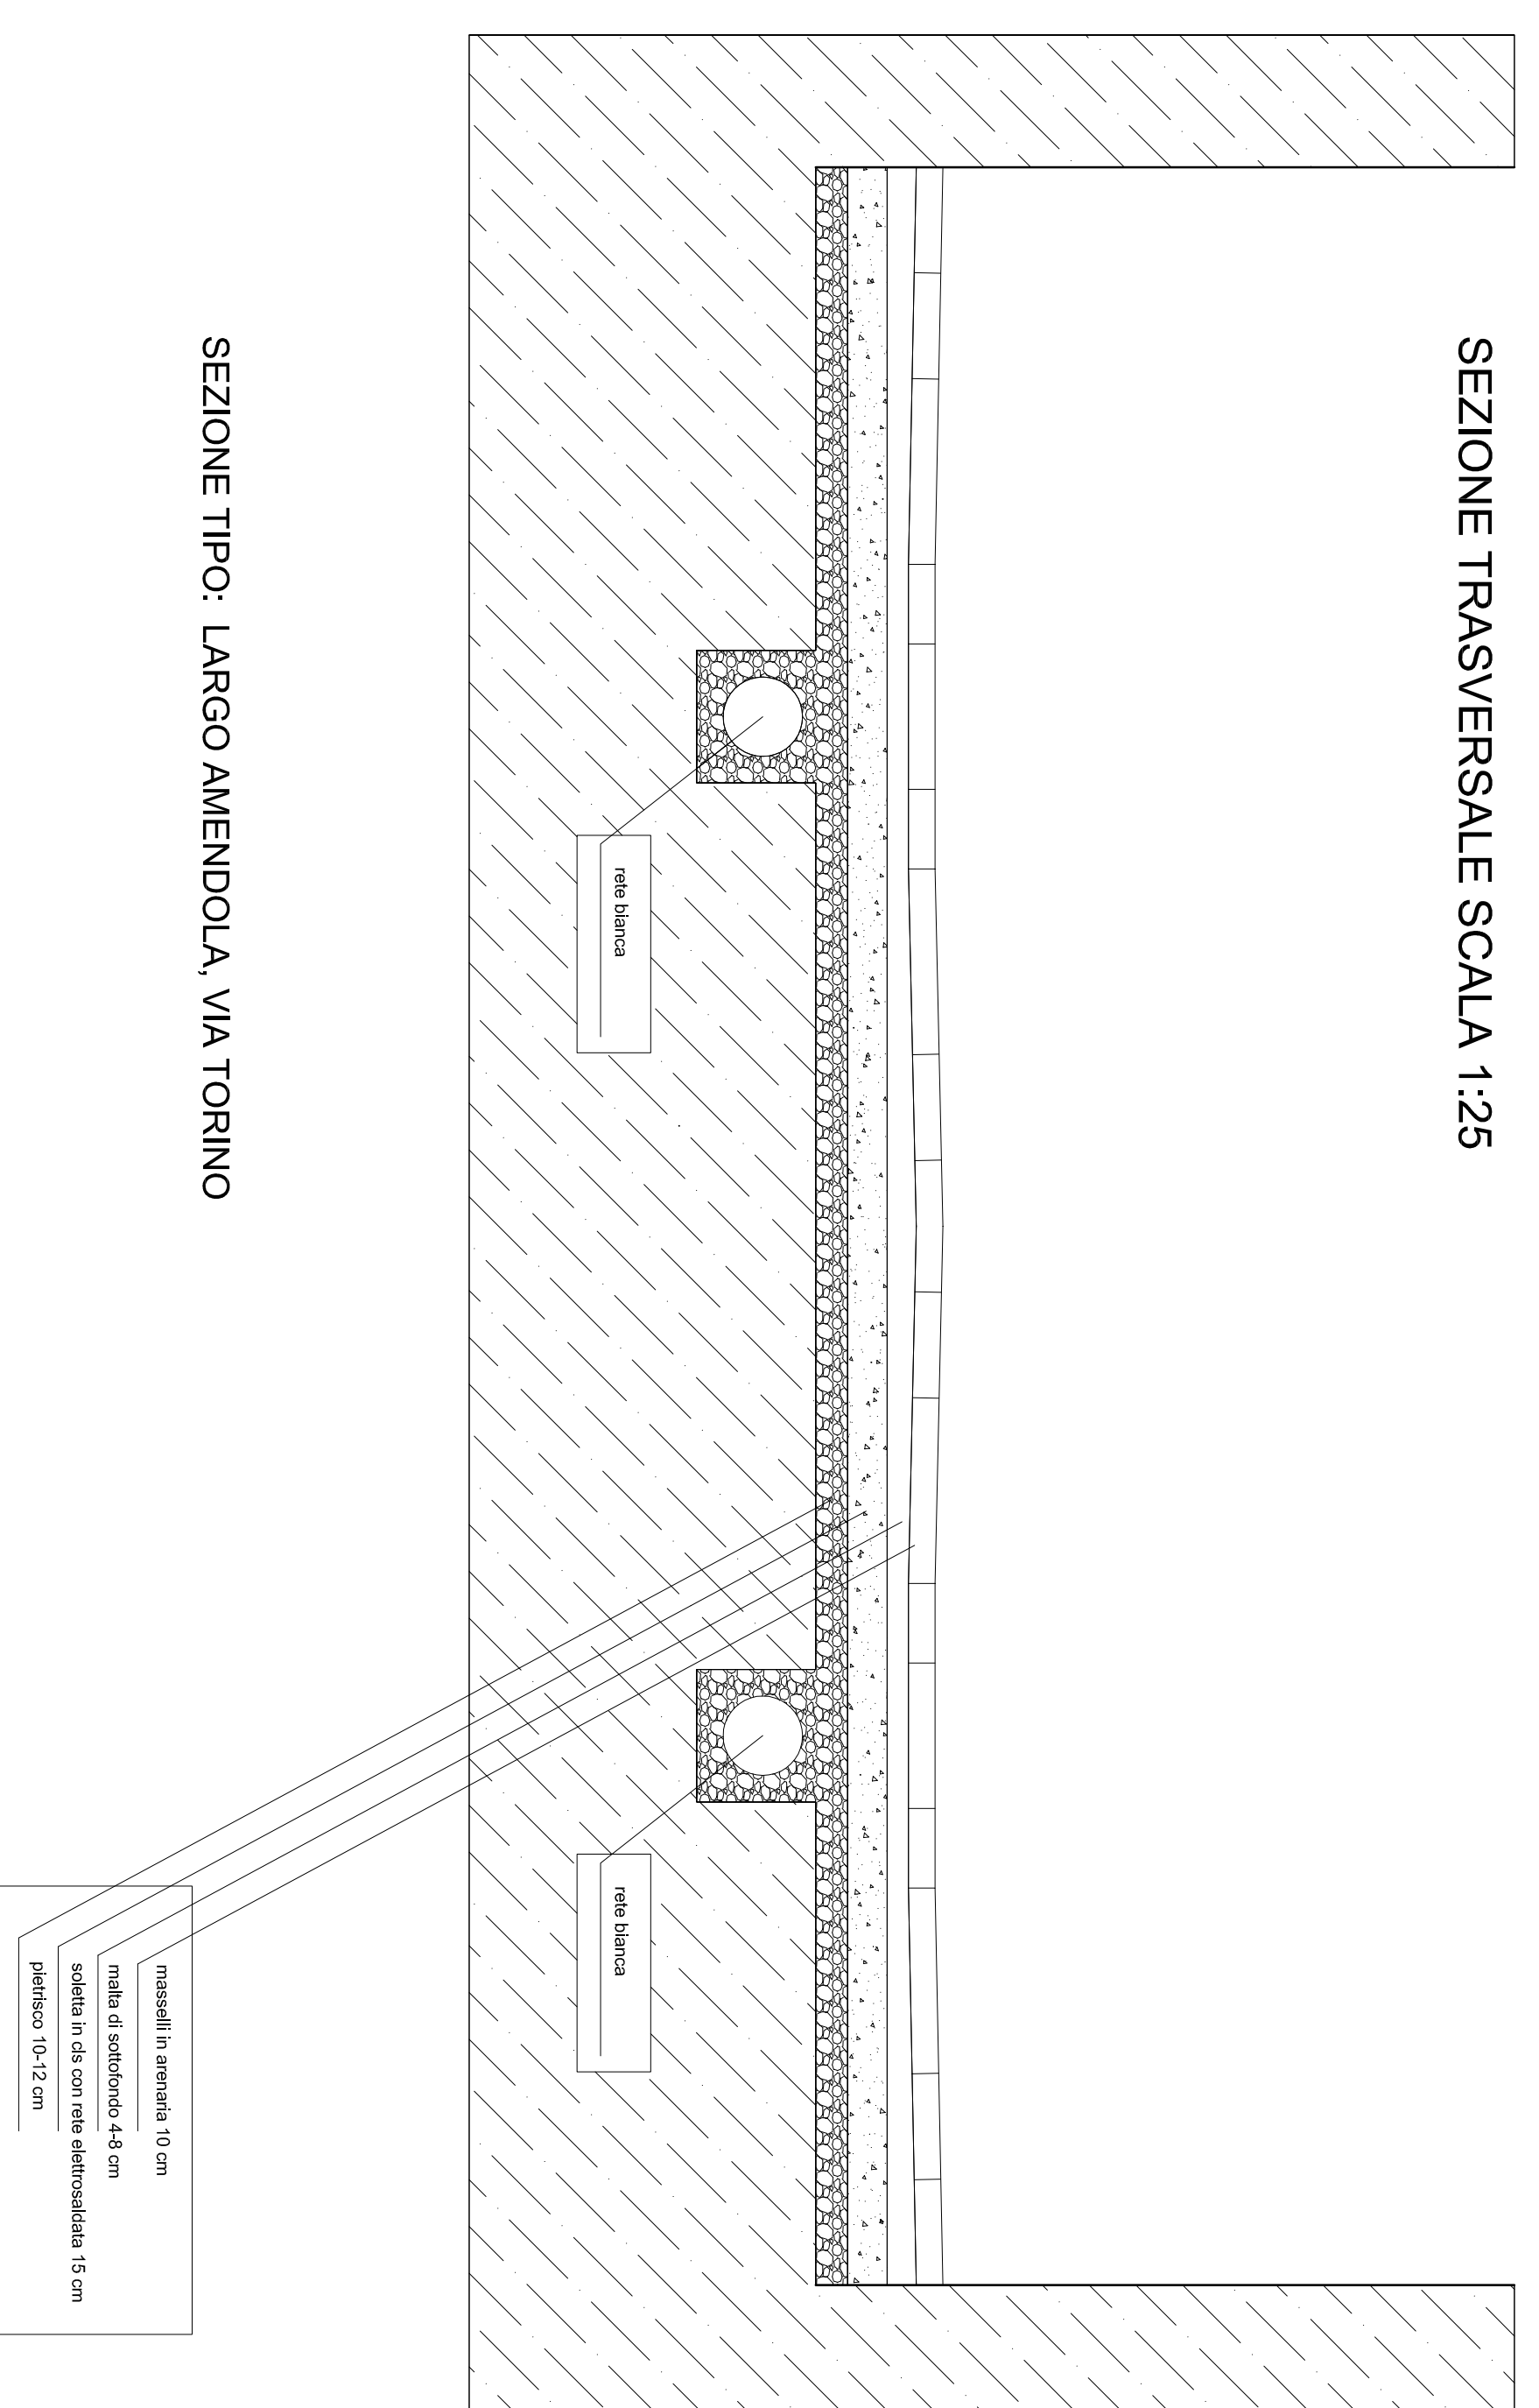 SEZIONE TRASVERSALE SCALA 1:25
rete bianca
rete bianca
masselli in arenaria 10 cm
malta di sottofondo 4-8 cm
soletta in cls con rete elettrosaldata 15 cm
pietrisco 10-12 cm
SEZIONE TIPO: LARGO AMENDOLA, VIA TORINO